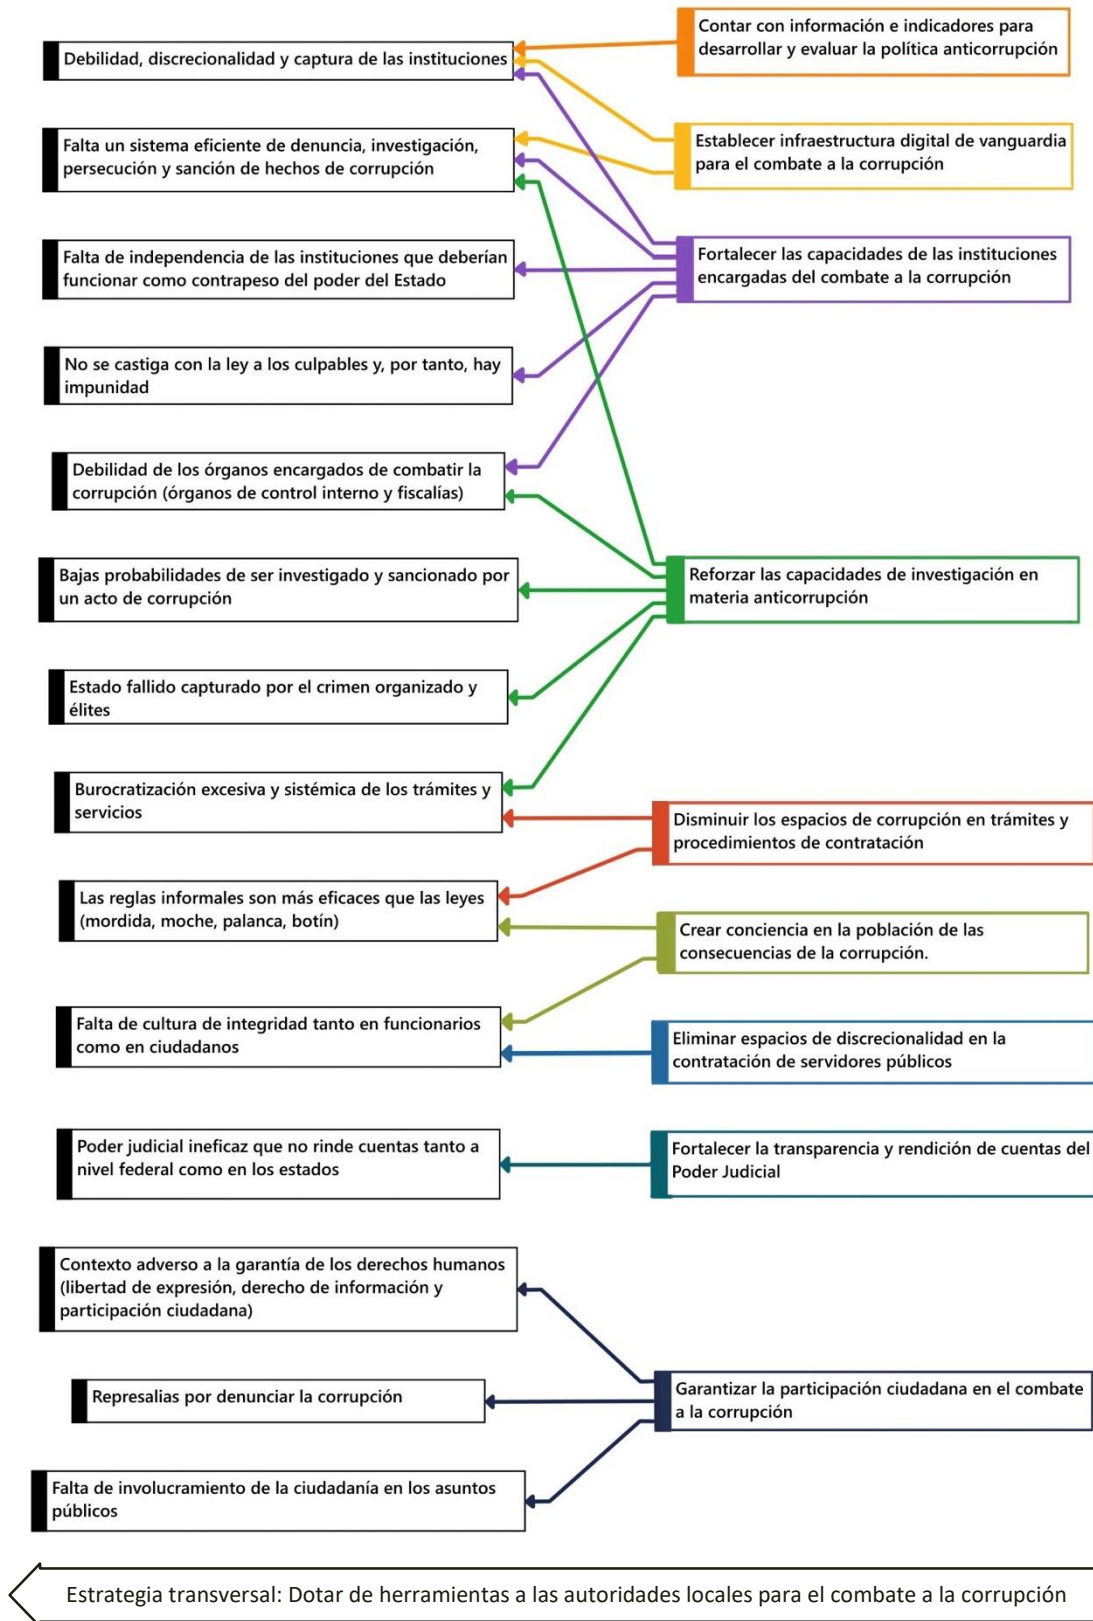 Contar con información e indicadores para
desarrollar y evaluar la política anticorrupción
Debilidad, discrecionalidad y captura de las instituciones
Falta un sistema eficiente de denuncia, investigación,
persecución y sanción de hechos de corrupción
Establecer infraestructura digital de vanguardia
para el combate a la corrupción
Falta de independencia de las instituciones que deberían
funcionar como contrapeso del poder del Estado
Fortalecer las capacidades de las instituciones
encargadas del combate a la corrupción
No se castiga con la ley a los culpables y, por tanto, hay
impunidad
Debilidad de los órganos encargados de combatir la
corrupción (órganos de control interno y fiscalías)
Bajas probabilidades de ser investigado y sancionado por
un acto de corrupción
Reforzar las capacidades de investigación en
materia anticorrupción
Estado fallido capturado por el crimen organizado y
élites
Burocratización excesiva y sistémica de los trámites y
servicios
Disminuir los espacios de corrupción en trámites y
procedimientos de contratación
Las reglas informales son más eficaces que las leyes
(mordida, moche, palanca, botín)
Crear conciencia en la población de las
consecuencias de la corrupción.
Falta de cultura de integridad tanto en funcionarios
como en ciudadanos
Eliminar espacios de discrecionalidad en la
contratación de servidores públicos
Poder judicial ineficaz que no rinde cuentas tanto a
nivel federal como en los estados
Fortalecer la transparencia y rendición de cuentas del
Poder Judicial
Contexto adverso a la garantía de los derechos humanos
(libertad de expresión, derecho de información y
participación ciudadana)
Represalias por denunciar la corrupción
Garantizar la participación ciudadana en el combate
a la corrupción
Falta de involucramiento de la ciudadanía en los asuntos
públicos
Estrategia transversal: Dotar de herramientas a las autoridades locales para el combate a la corrupción